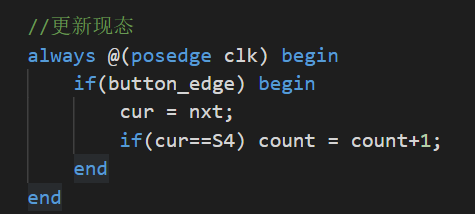 //更新现态
always @(posedge clk) begin
    if(button_edge) begin
        cur = nxt;
        if(cur==S4) count = count+1;
    end
end